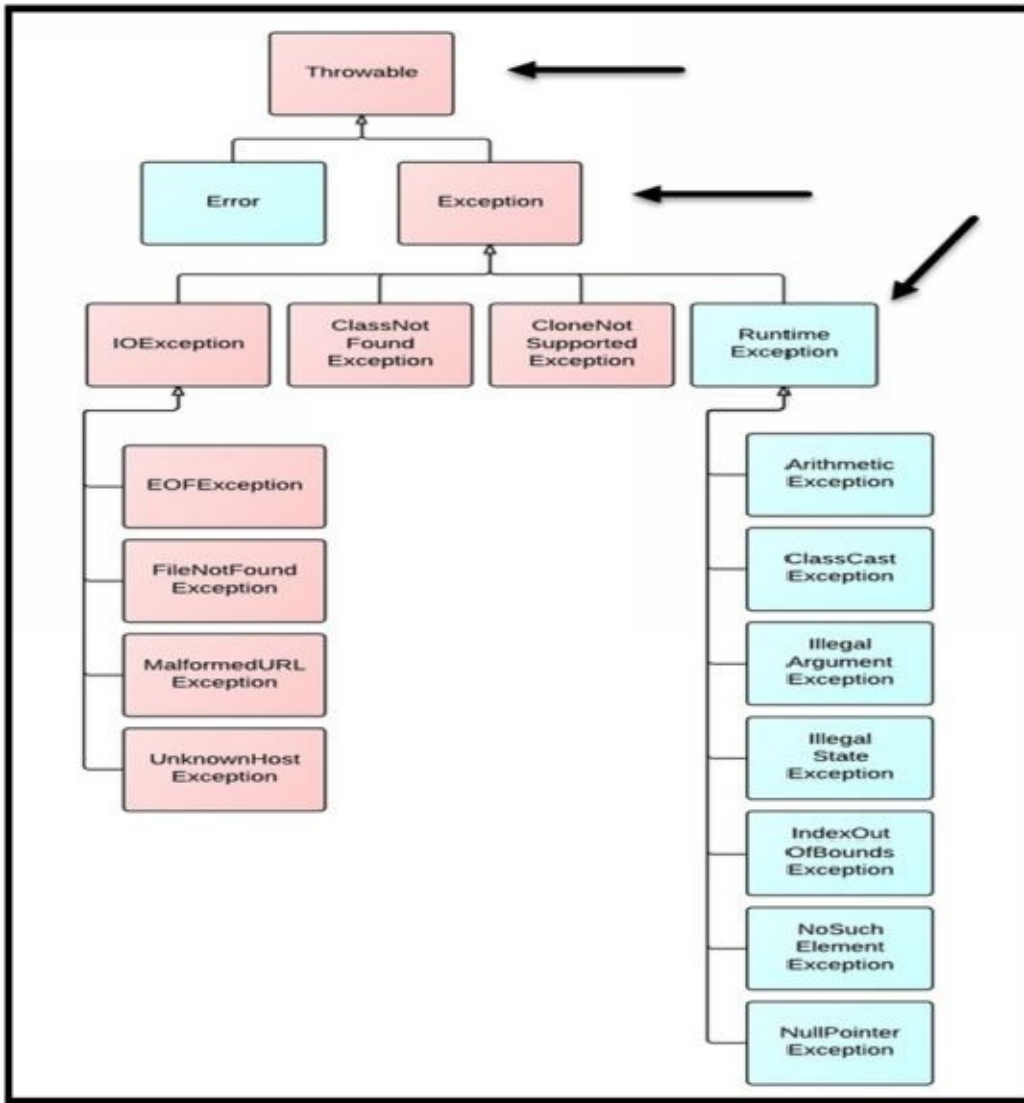 Throwable
Error
Exception
IOException
ClassNot
Found
Exception
CloneNot
Supported
Exception
Runtime
Exception
EOFException
FileNotFound
Exception
MalformedURL
Exception
UnknownHost
Exception
Arithmetic
Exception
ClassCast
Exception
Illegal
Argument
Exception
Illegal
State
Exception
IndexOut
OfBounds
Exception
NoSuch
Element
Exception
NullPointer
Exception